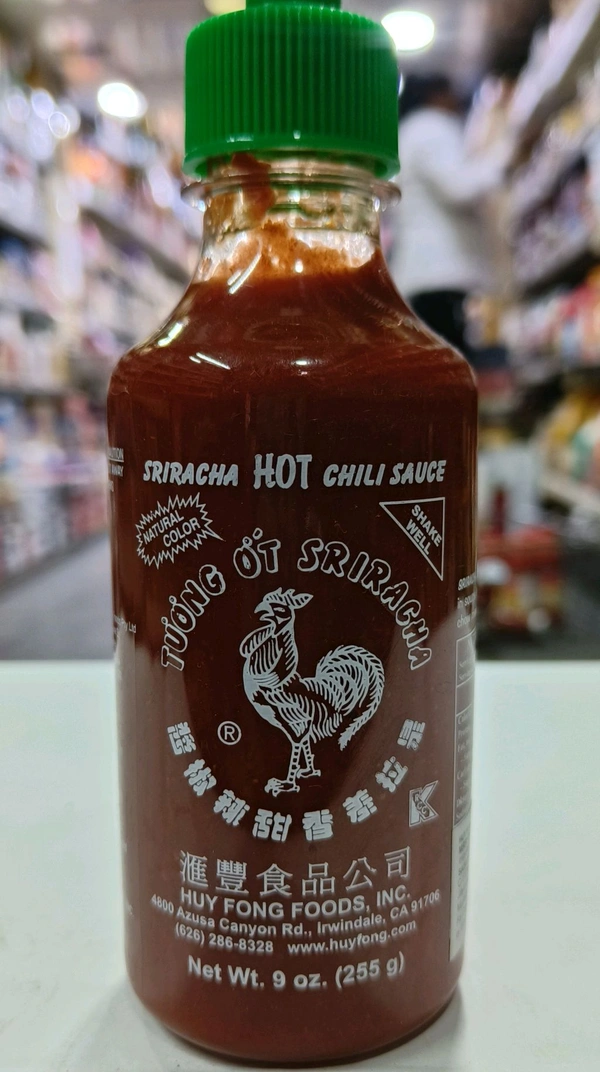 SRIRACHA HOT CHILI SAUCE
NATURAL
COLOR
SHAKE
WELL
TƯƠNG ỚT SRIRACHA
®
是拉差香甜辣椒醬
K
滙豐食品公司
HUY FONG FOODS, INC.
4800 Azusa Canyon Rd., Irwindale, CA 91706
(626) 286-8328 www.huyfong.com
Net Wt. 9 oz. (255 g)